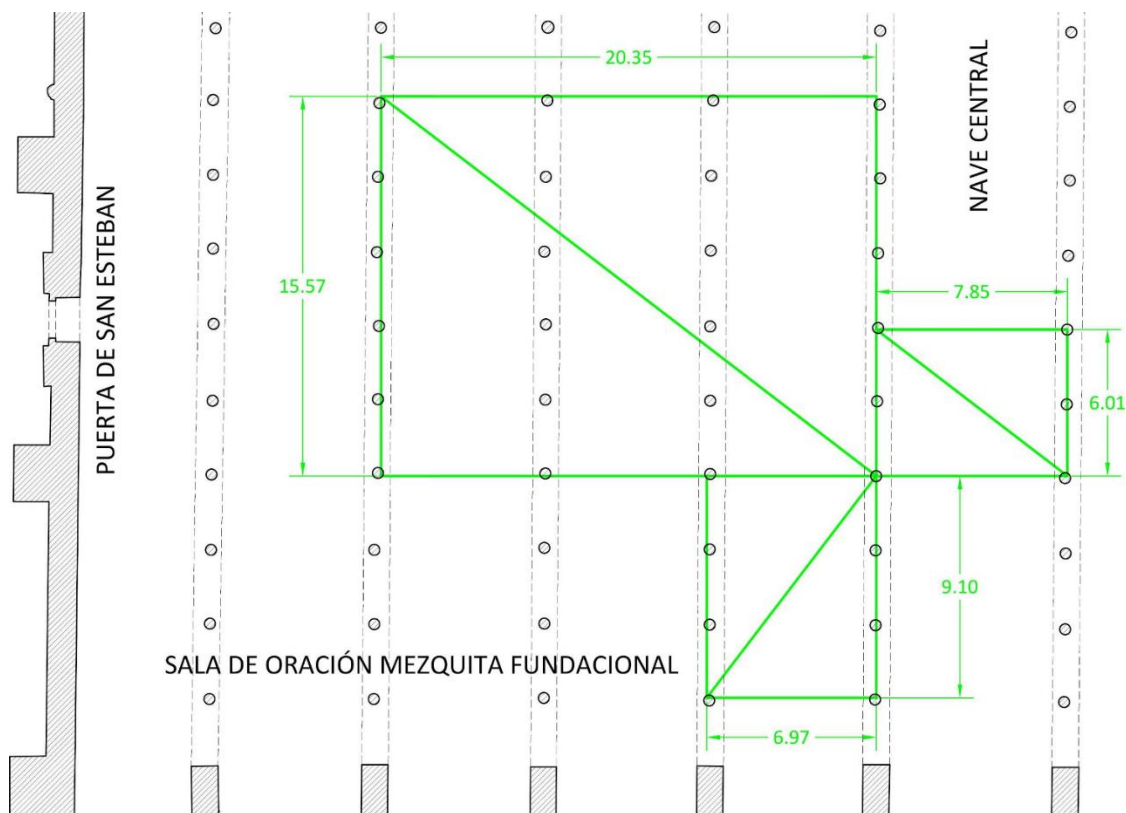 20.35
NAVE CENTRAL
PUERTA DE SAN ESTEBAN
15.57
7.85
6.01
9.10
SALA DE ORACIÓN MEZQUITA FUNDACIONAL
6.97